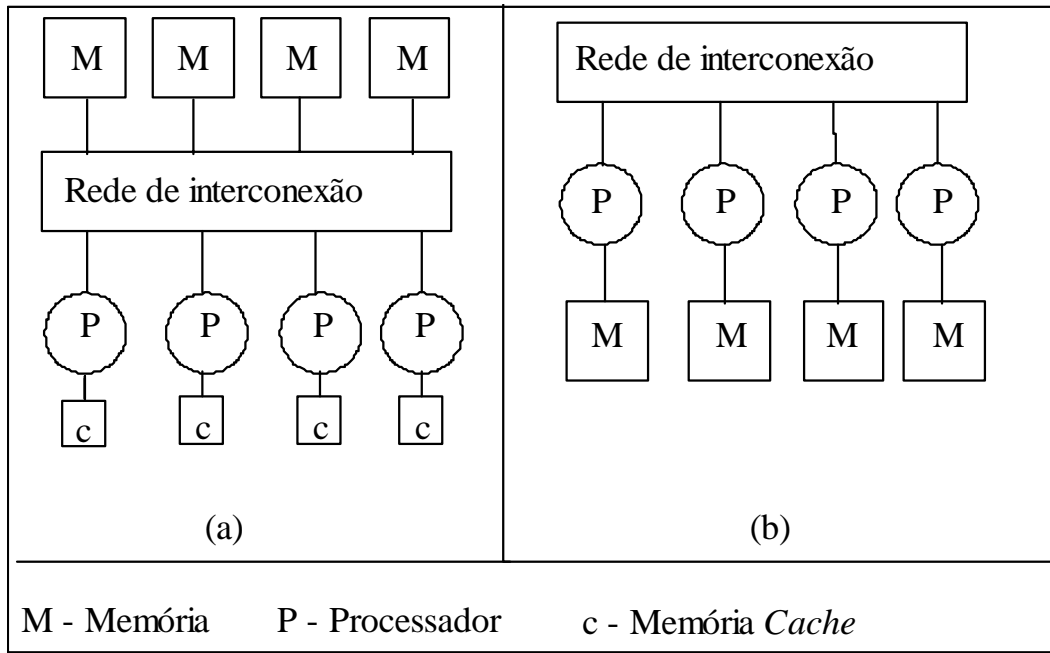 M M M M
Rede de interconexão
P P P P
c c c c
(a)
Rede de interconexão
P P P P
M M M M
(b)
M - Memória P - Processador c - Memória Cache